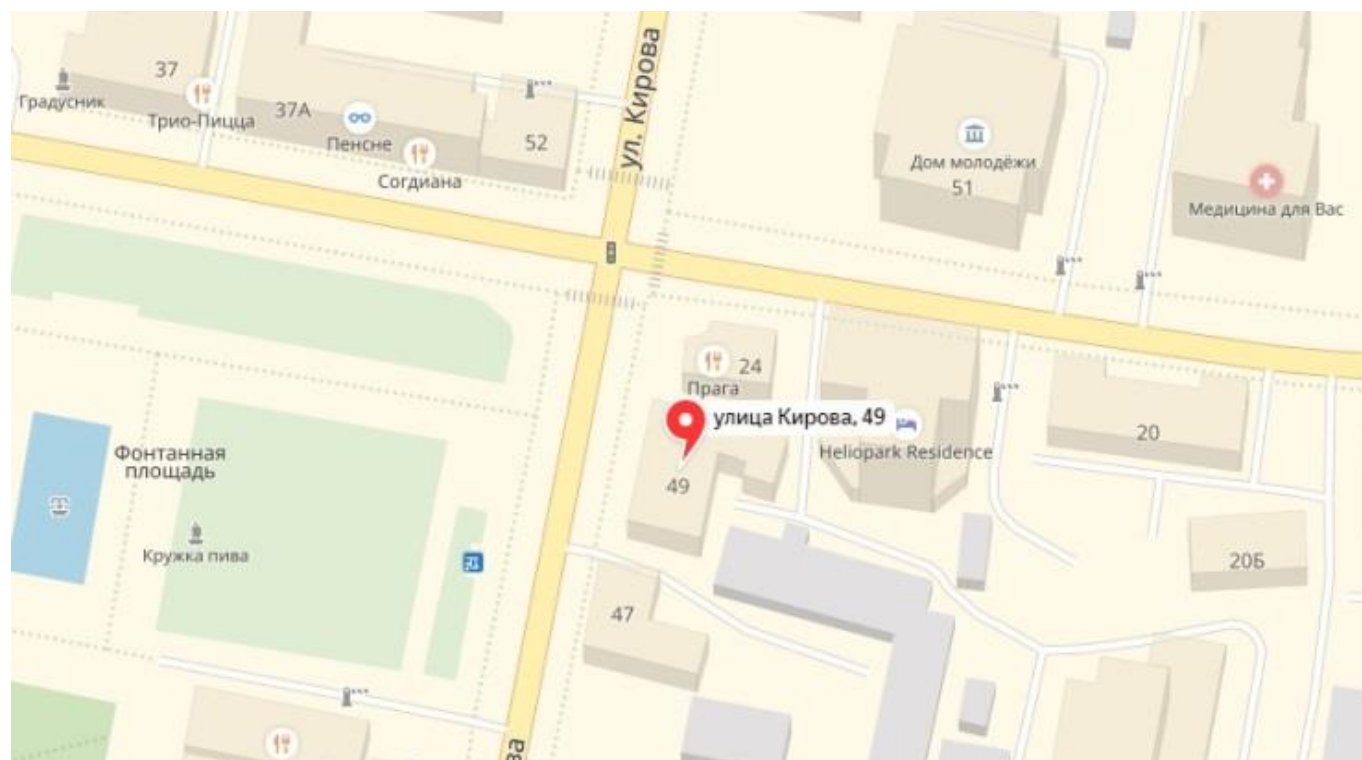 ул. Кирова
37
Градусник
Трио-Пицца
37А
Пенсне
Согдиана
52
Дом молодёжи
51
Медицина для Вас
24
Прага
улица Кирова, 49
Heliopark Residence
20
49
Фонтанная
площадь
Кружка пива
20Б
47
ва